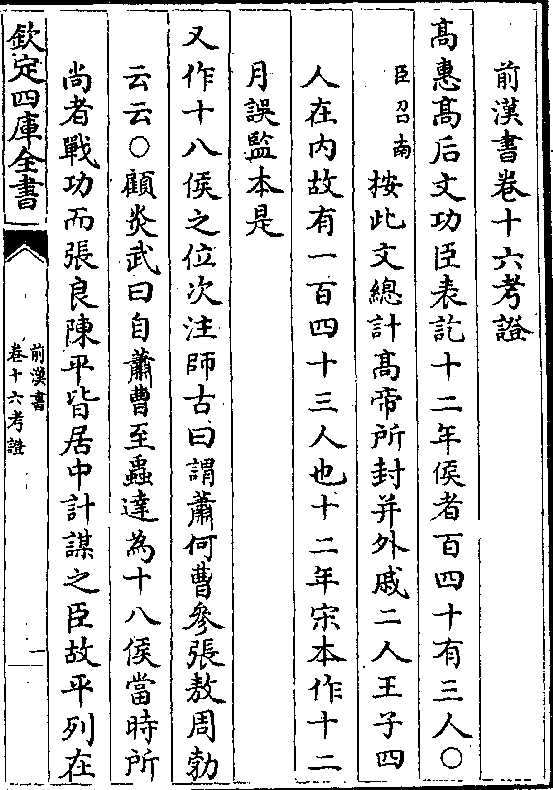 前漢書卷十六考證
髙惠髙后文功臣表訖十二年侯者百四十有三人○
臣召南按此文總計髙帝所封并外戚二人王子四
人在内故有一百四十三人也十二年宋本作十二
月誤監本是
又作十八侯之位次注師古曰謂蕭何曹參張敖周勃
云云○顧炎武曰自蕭曹至蟲達為十八侯當時所
尚者戰功而張良陳平皆居中計謀之臣故平列在
欽定四庫全書
前漢書
卷十六考證
一